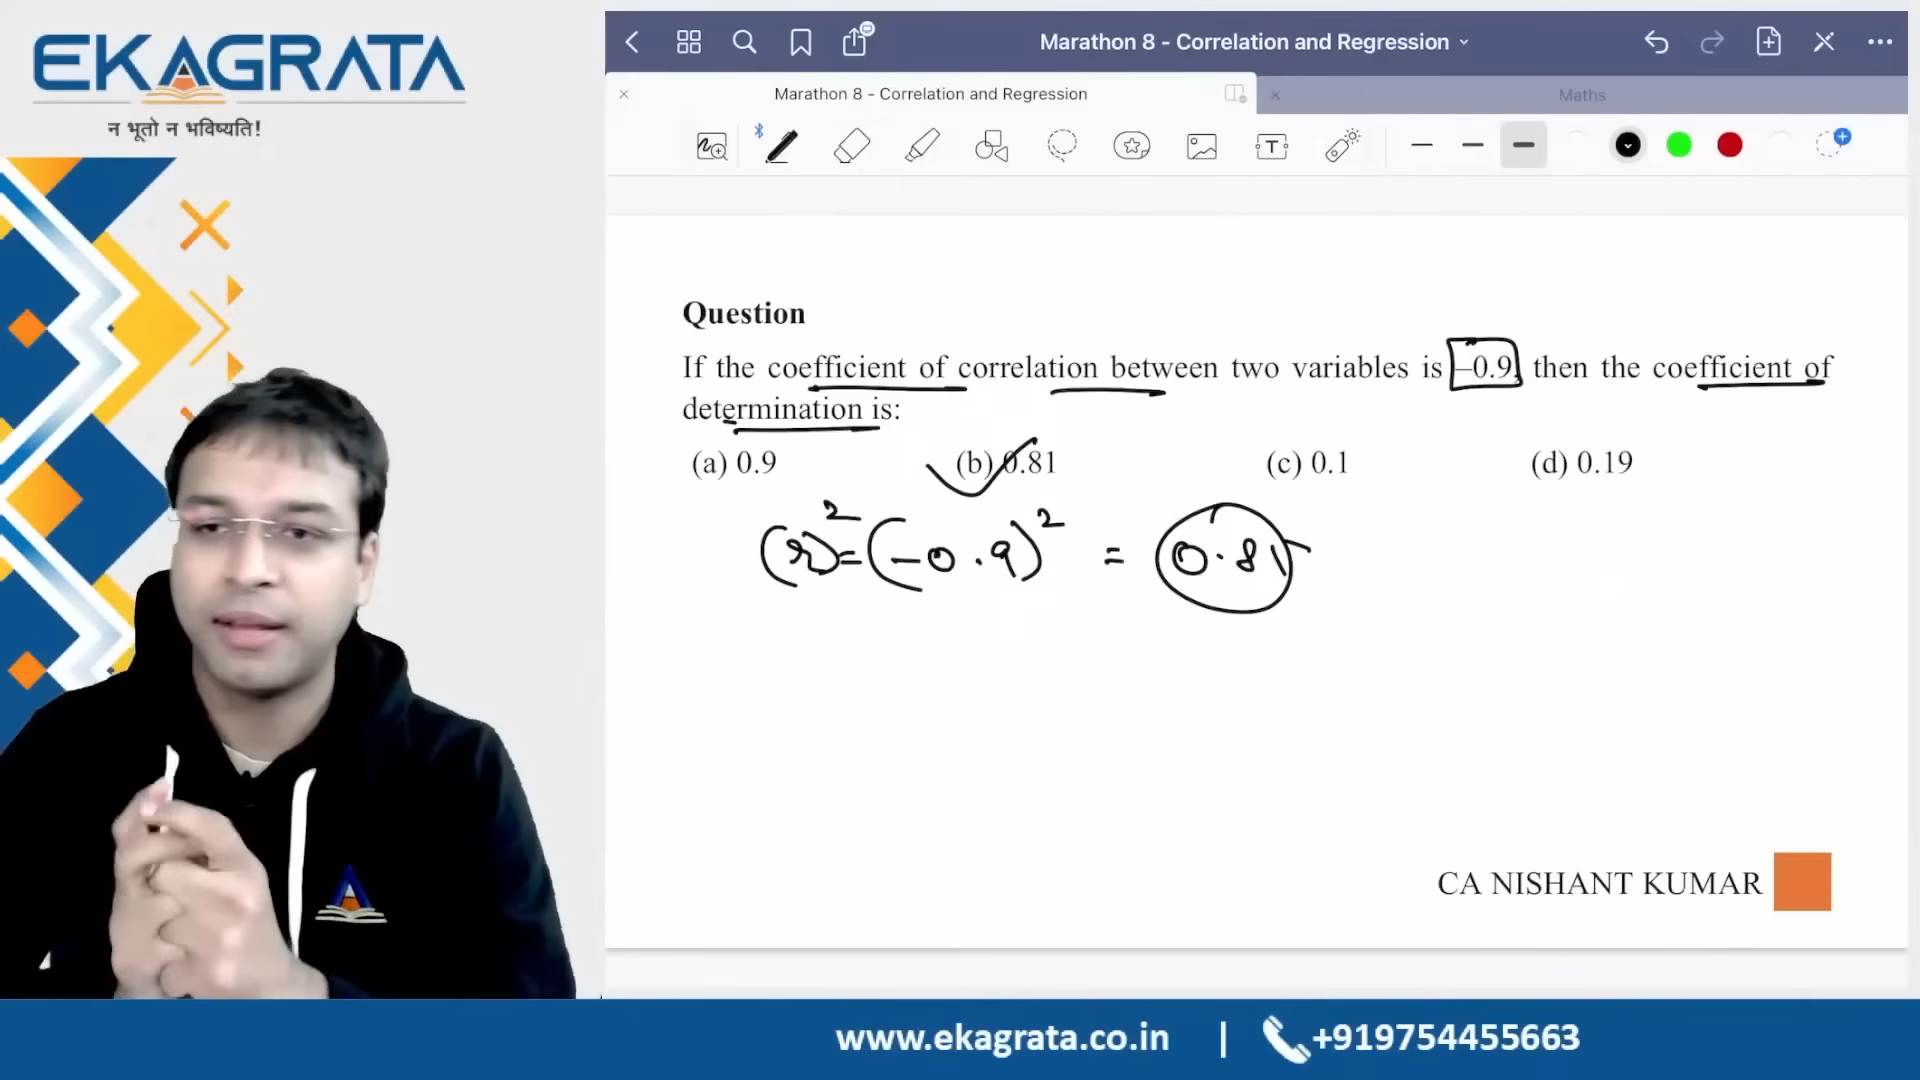 EKAGRATA
न भूतो न भविष्यति!
Marathon 8 - Correlation and Regression
Marathon 8 - Correlation and Regression
Maths
Question
If the coefficient of correlation between two variables is –0.9, then the coefficient of
determination is:
(a) 0.9 (b) 0.81 (c) 0.1 (d) 0.19
(r)² = (-0.9)² = 0.81
CA NISHANT KUMAR
www.ekagrata.co.in | +919754455663